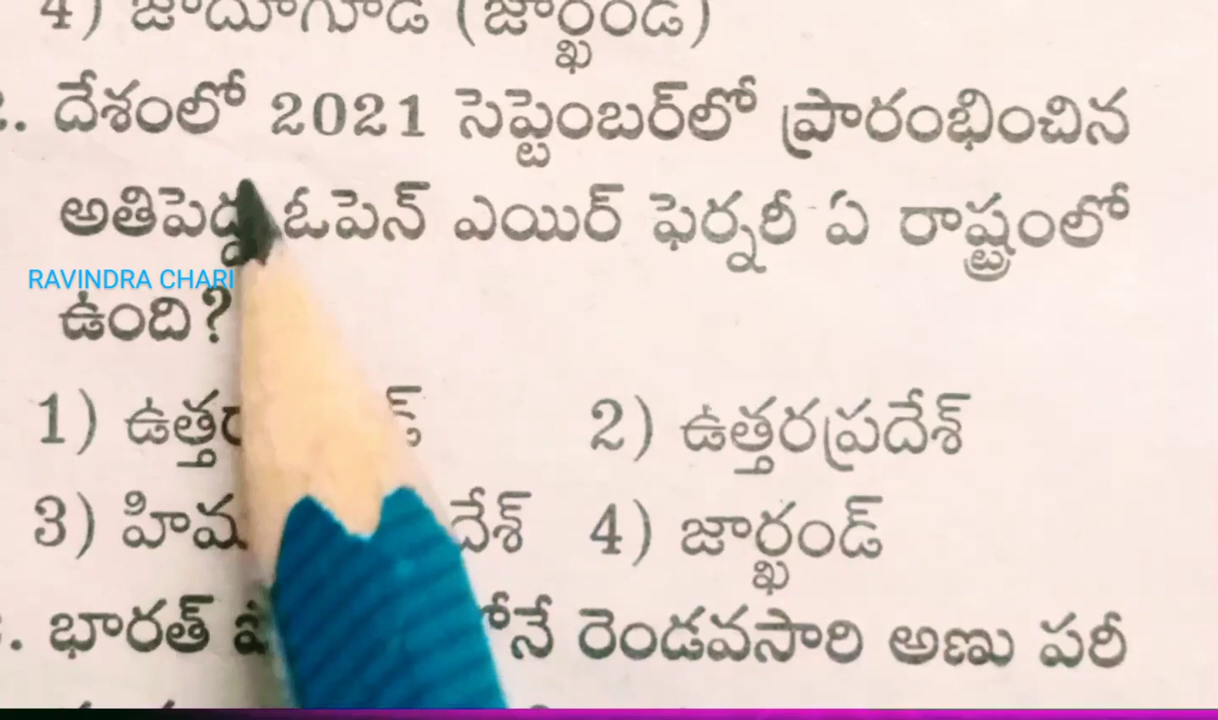 4) జాదూగూడ (జార్ఖండ్)
. దేశంలో 2021 సెప్టెంబర్‌లో ప్రారంభించిన
అతిపెద్ద ఓపెన్ ఎయిర్ ఫెర్నరీ ఏ రాష్ట్రంలో
RAVINDRA CHARI
ఉంది?
1) 2) ఉత్తరప్రదేశ్
3) 4) జార్ఖండ్
. భారత్ రెండవసారి అణు పరీ